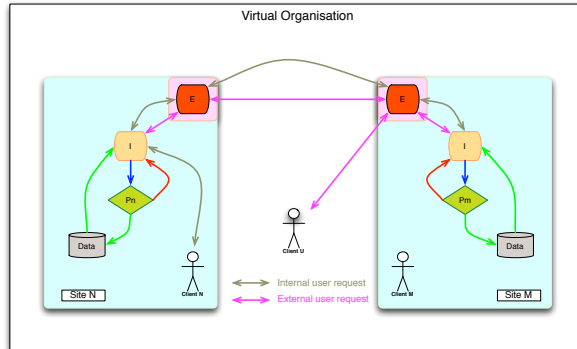 Virtual Organisation
E
E
I
I
Pn
Pm
Data
Data
Client U
Client N
Client M
Internal user request
External user request
Site N
Site M